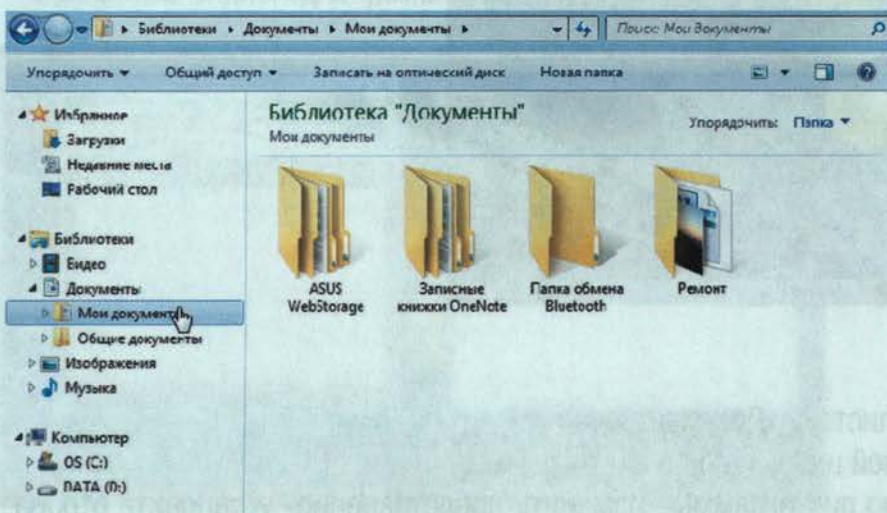 Библиотеки ▸ Документы ▸ Мои документы ▸
Поиск: Мои документы
Упорядочить Общий доступ Записать на оптический диск Новая папка
Избранное
Загрузки
Недавние места
Рабочий стол
Библиотеки
Видео
Документы
Мои документы
Общие документы
Изображения
Музыка
Компьютер
OS (C:)
DATA (D:)
Библиотека "Документы"
Мои документы
Упорядочить: Папка
ASUS
WebStorage
Записные
книжки OneNote
Папка обмена
Bluetooth
Ремонт